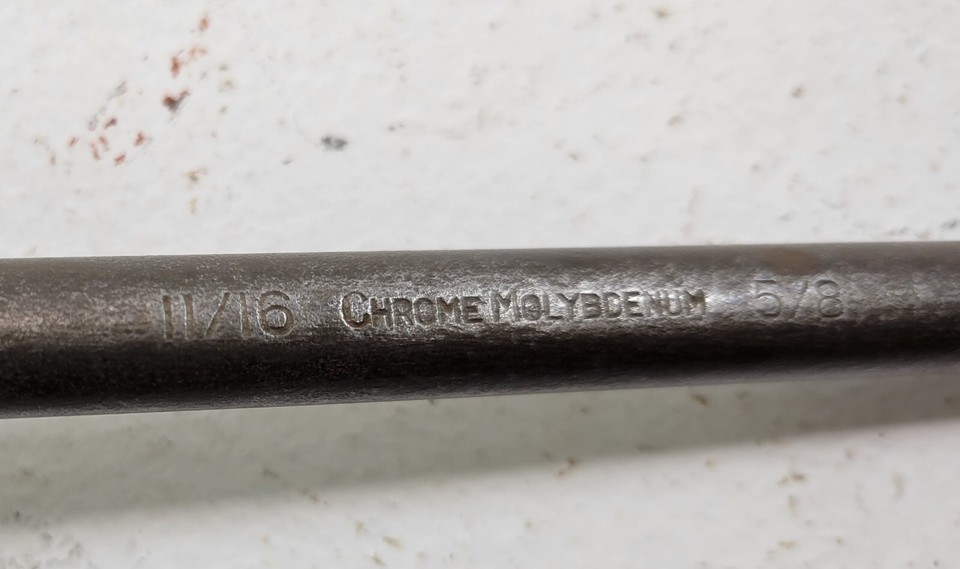 11/16 CHROME MOLYBDENUM 5/8